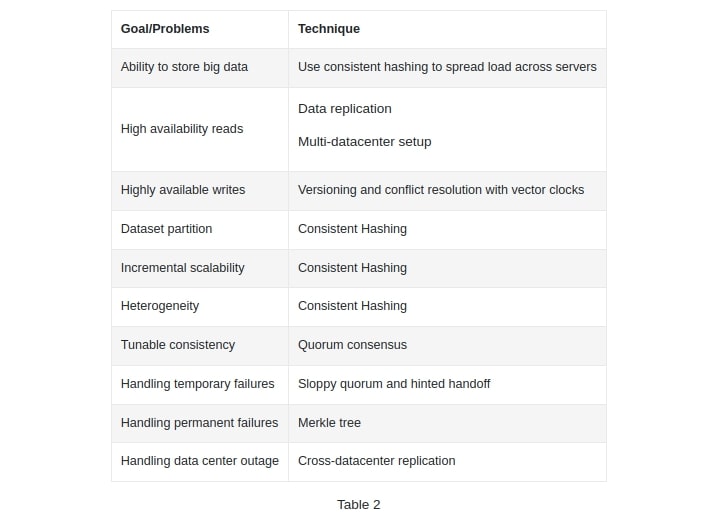 Goal/Problems Technique
Ability to store big data Use consistent hashing to spread load across servers
High availability reads Data replication
Multi-datacenter setup
Highly available writes Versioning and conflict resolution with vector clocks
Dataset partition Consistent Hashing
Incremental scalability Consistent Hashing
Heterogeneity Consistent Hashing
Tunable consistency Quorum consensus
Handling temporary failures Sloppy quorum and hinted handoff
Handling permanent failures Merkle tree
Handling data center outage Cross-datacenter replication
Table 2